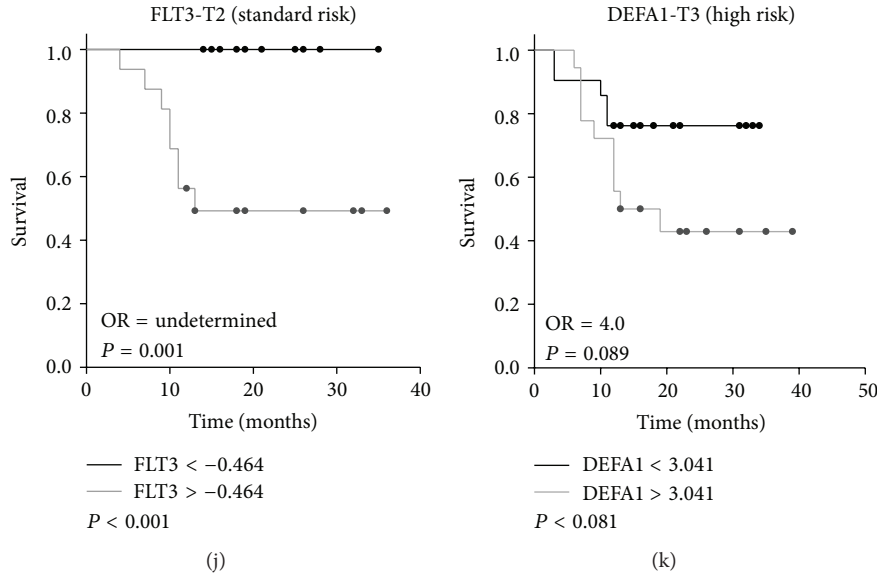 FLT3-T2 (standard risk)
1.0
0.8
0.6
0.4
0.2
0.0
Survival
OR = undetermined
P = 0.001
0 10 20 30 40
Time (months)
FLT3 < −0.464
FLT3 > −0.464
P < 0.001
(j)
DEFA1-T3 (high risk)
1.0
0.8
0.6
0.4
0.2
0.0
Survival
OR = 4.0
P = 0.089
0 10 20 30 40 50
Time (months)
DEFA1 < 3.041
DEFA1 > 3.041
P < 0.081
(k)